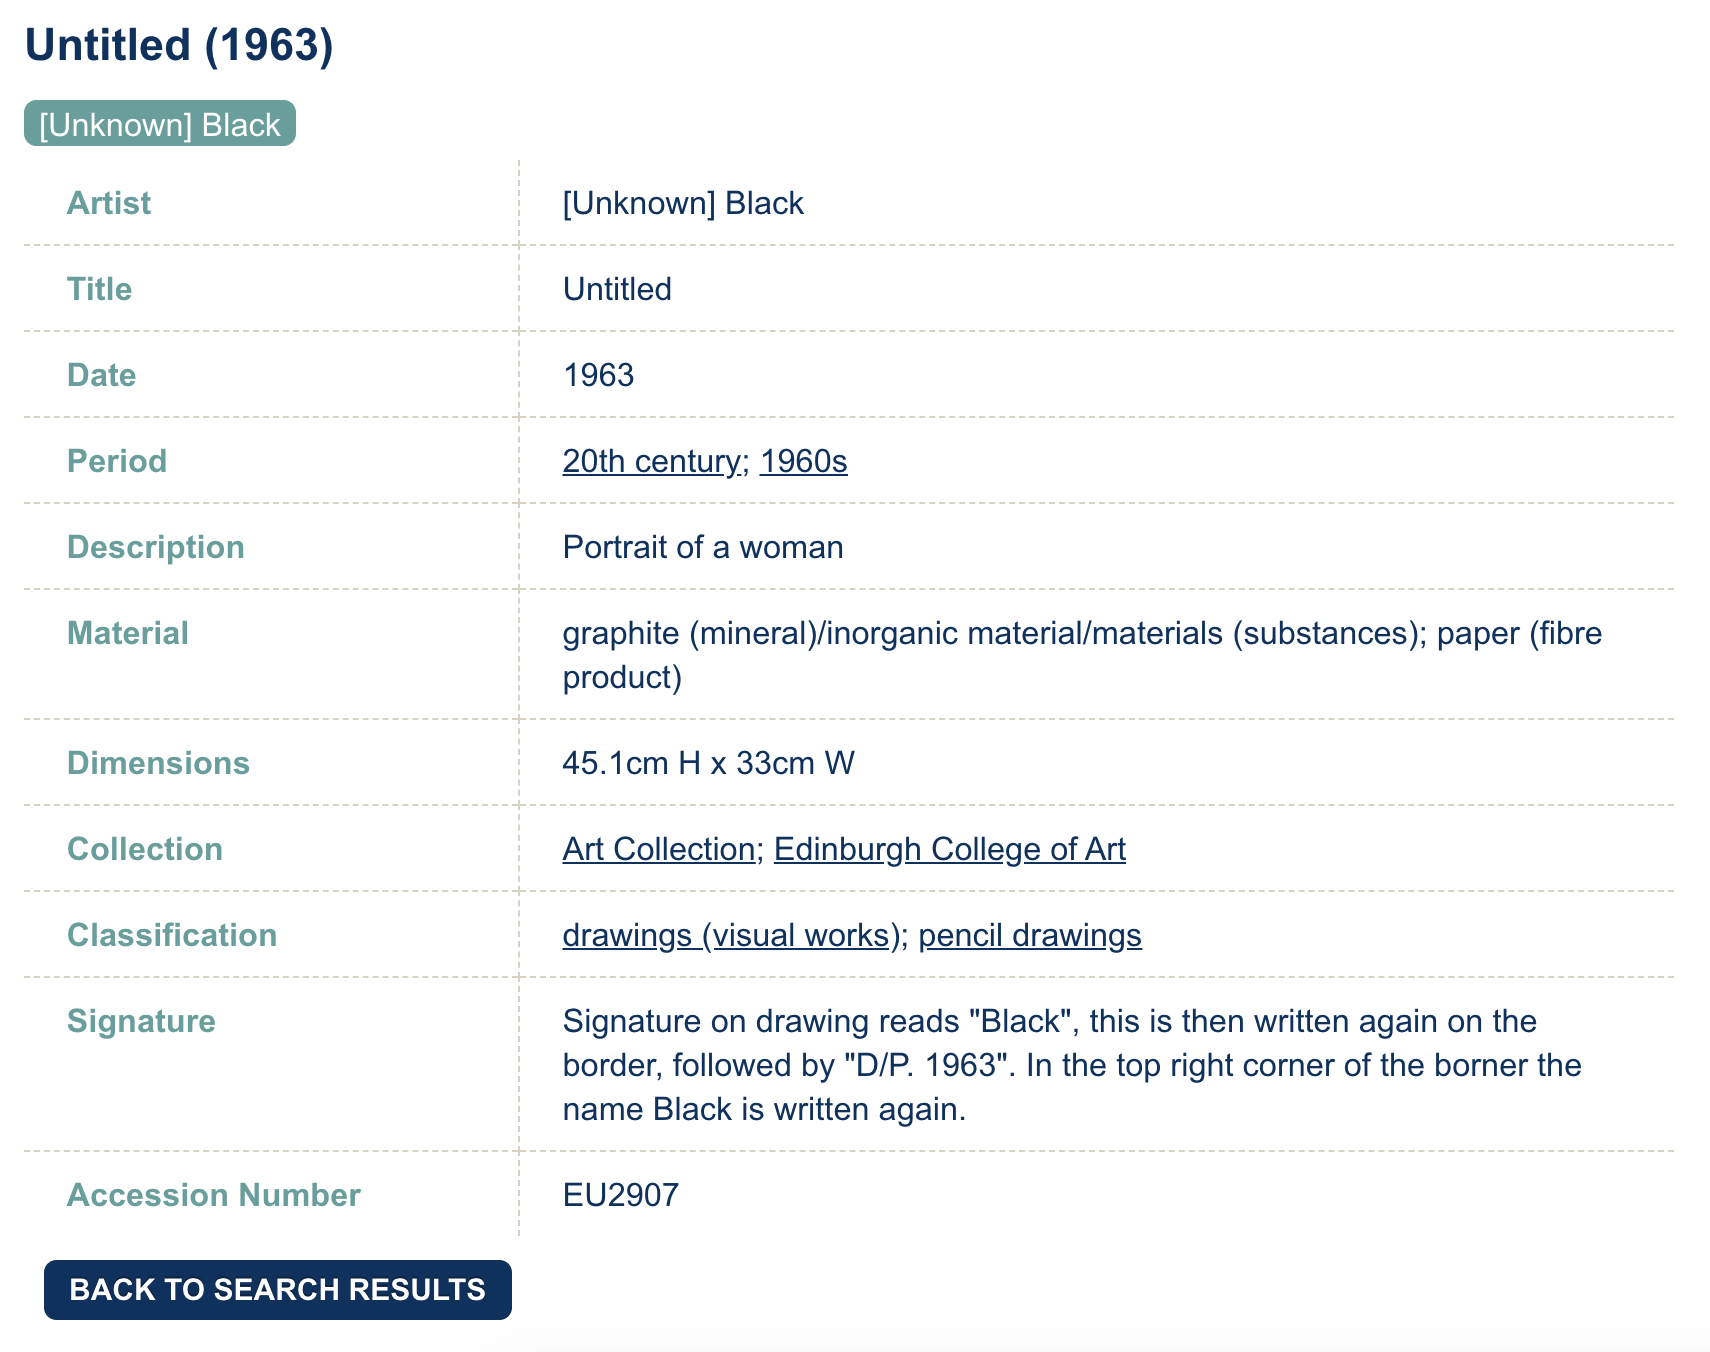 Untitled (1963)
[Unknown] Black
Artist [Unknown] Black
Title Untitled
Date 1963
Period 20th century; 1960s
Description Portrait of a woman
Material graphite (mineral)/inorganic material/materials (substances); paper (fibre
product)
Dimensions 45.1cm H x 33cm W
Collection Art Collection; Edinburgh College of Art
Classification drawings (visual works); pencil drawings
Signature Signature on drawing reads "Black", this is then written again on the
border, followed by "D/P. 1963". In the top right corner of the borner the
name Black is written again.
Accession Number EU2907
BACK TO SEARCH RESULTS